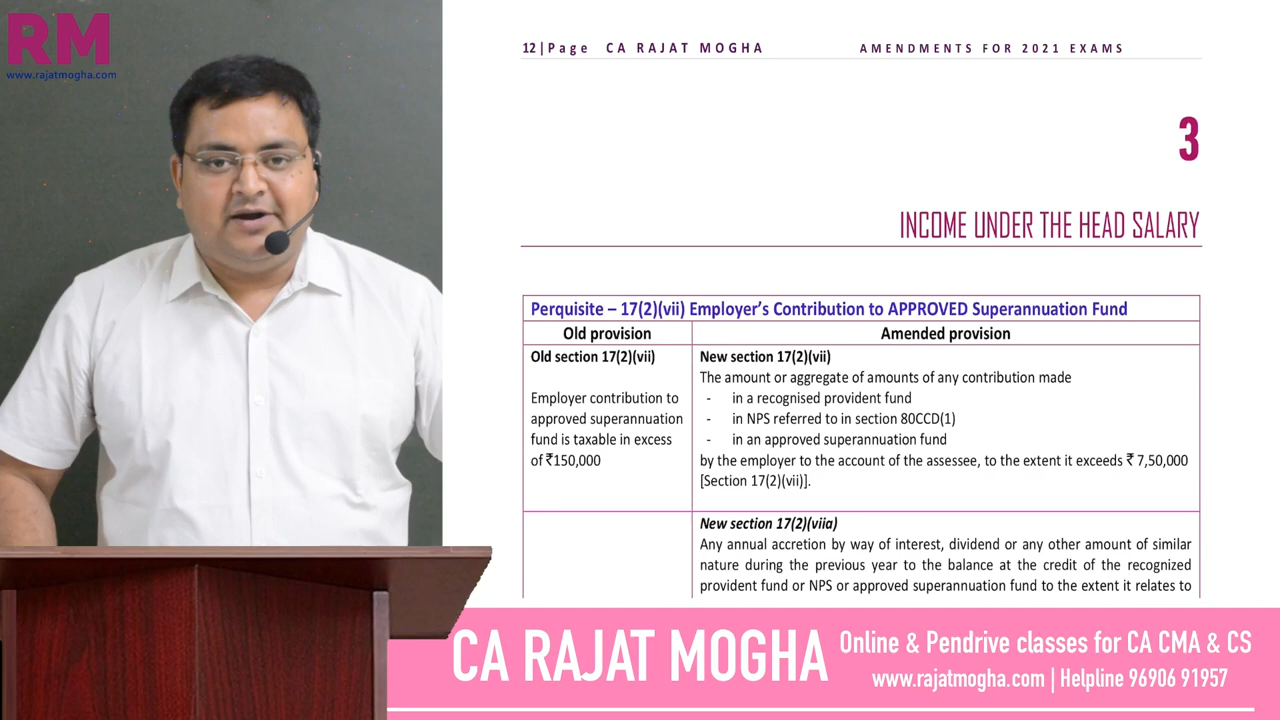 RM
www.rajatmogha.com
12|Page CA RAJAT MOGHA AMENDMENTS FOR 2021 EXAMS
3
INCOME UNDER THE HEAD SALARY
Perquisite – 17(2)(vii) Employer's Contribution to APPROVED Superannuation Fund
Old provision
Amended provision
Old section 17(2)(vii)
Employer contribution to
approved superannuation
fund is taxable in excess
of ₹150,000
New section 17(2)(vii)
The amount or aggregate of amounts of any contribution made
- in a recognised provident fund
- in NPS referred to in section 80CCD(1)
- in an approved superannuation fund
by the employer to the account of the assessee, to the extent it exceeds ₹ 7,50,000
[Section 17(2)(vii)].
New section 17(2)(viia)
Any annual accretion by way of interest, dividend or any other amount of similar
nature during the previous year to the balance at the credit of the recognized
provident fund or NPS or approved superannuation fund to the extent it relates to
CA RAJAT MOGHA
Online & Pendrive classes for CA CMA & CS
www.rajatmogha.com | Helpline 96906 91957